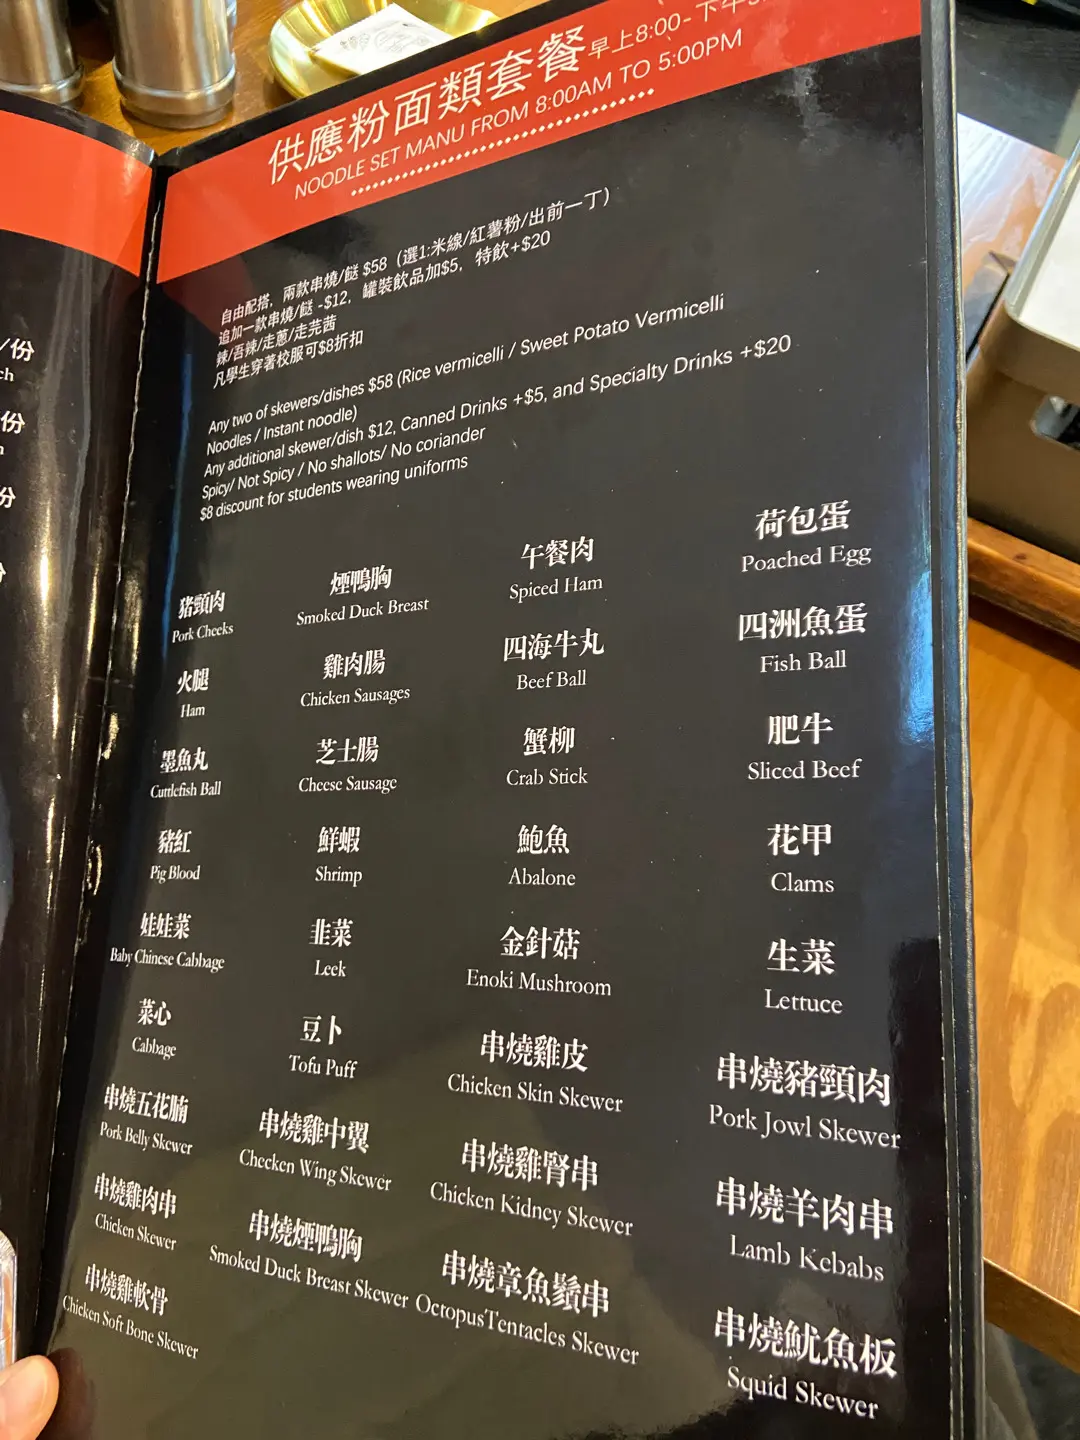 供應粉面類套餐早上8:00-下午
NOODLE SET MANU FROM 8:00AM TO 5:00PM
自由配搭，兩款串燒/餸 $58（選1:米線/紅薯粉/出前一丁）
追加一款串燒/餸 -$12，罐裝飲品加$5，特飲+$20
辣/吾辣/走蔥/走芫茜
凡學生穿著校服可$8折扣
Any two of skewers/dishes $58 (Rice vermicelli / Sweet Potato Vermicelli
Noodles / Instant noodle)
Any additional skewer/dish $12, Canned Drinks +$5, and Specialty Drinks +$20
Spicy/ Not Spicy / No shallots/ No coriander
$8 discount for students wearing uniforms
豬頸肉
Pork Cheeks
煙鴨胸
Smoked Duck Breast
午餐肉
Spiced Ham
荷包蛋
Poached Egg
火腿
Ham
雞肉腸
Chicken Sausages
四海牛丸
Beef Ball
四洲魚蛋
Fish Ball
墨魚丸
Cuttlefish Ball
芝士腸
Cheese Sausage
蟹柳
Crab Stick
肥牛
Sliced Beef
豬紅
Pig Blood
鮮蝦
Shrimp
鮑魚
Abalone
花甲
Clams
娃娃菜
Baby Chinese Cabbage
韭菜
Leek
金針菇
Enoki Mushroom
生菜
Lettuce
菜心
Cabbage
豆卜
Tofu Puff
串燒雞皮
Chicken Skin Skewer
串燒豬頸肉
Pork Jowl Skewer
串燒五花腩
Pork Belly Skewer
串燒雞中翼
Checken Wing Skewer
串燒雞腎串
Chicken Kidney Skewer
串燒羊肉串
Lamb Kebabs
串燒雞肉串
Chicken Skewer
串燒煙鴨胸
Smoked Duck Breast Skewer
串燒章魚鬚串
OctopusTentacles Skewer
串燒魷魚板
Squid Skewer
串燒雞軟骨
Chicken Soft Bone Skewer
/份
ch
份
份